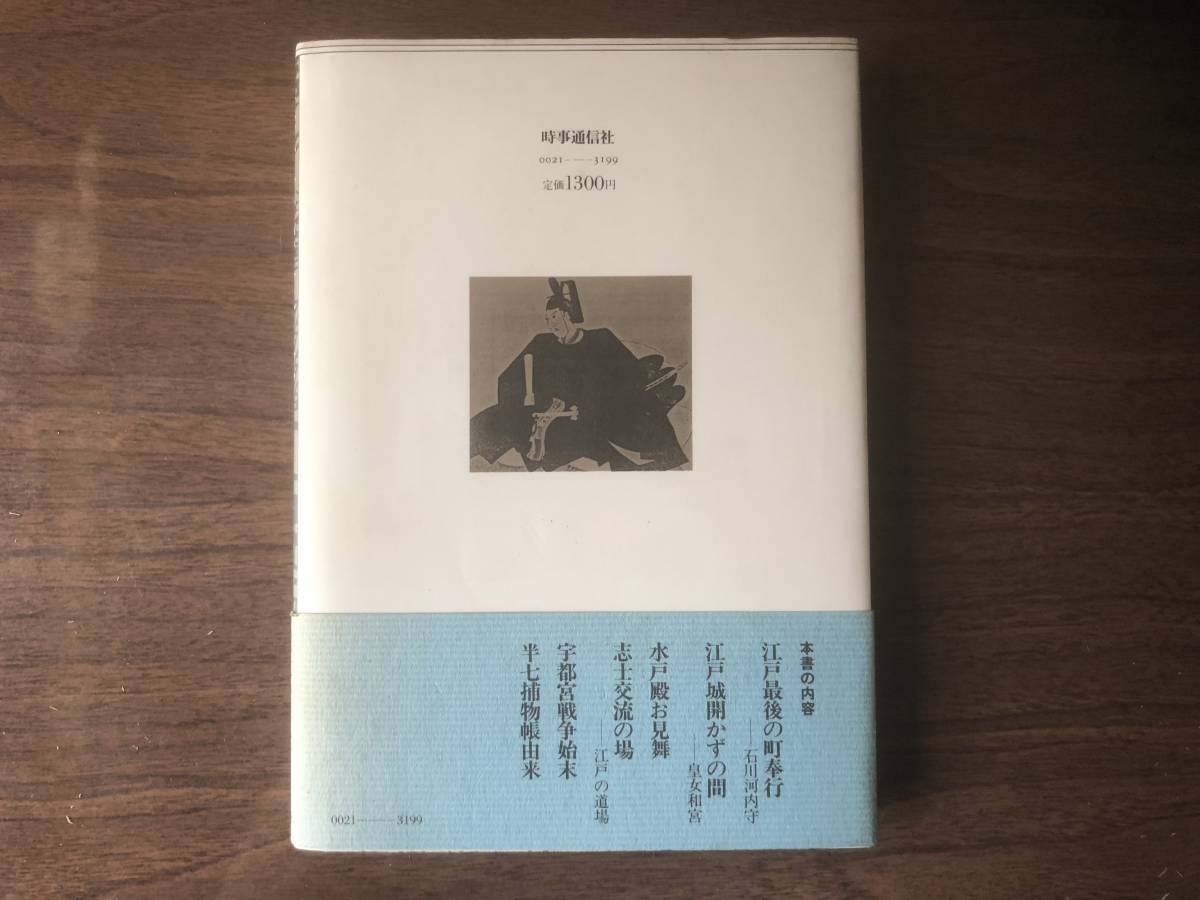 時事通信社
0021-――-3199
定価1300円
本書の内容
江戸最後の町奉行
――石川河内守
江戸城開かずの間
――皇女和宮
水戸殿お見舞
志士交流の場
――江戸の道場
宇都宮戦争始末
半七捕物帳由来
0021――――3199